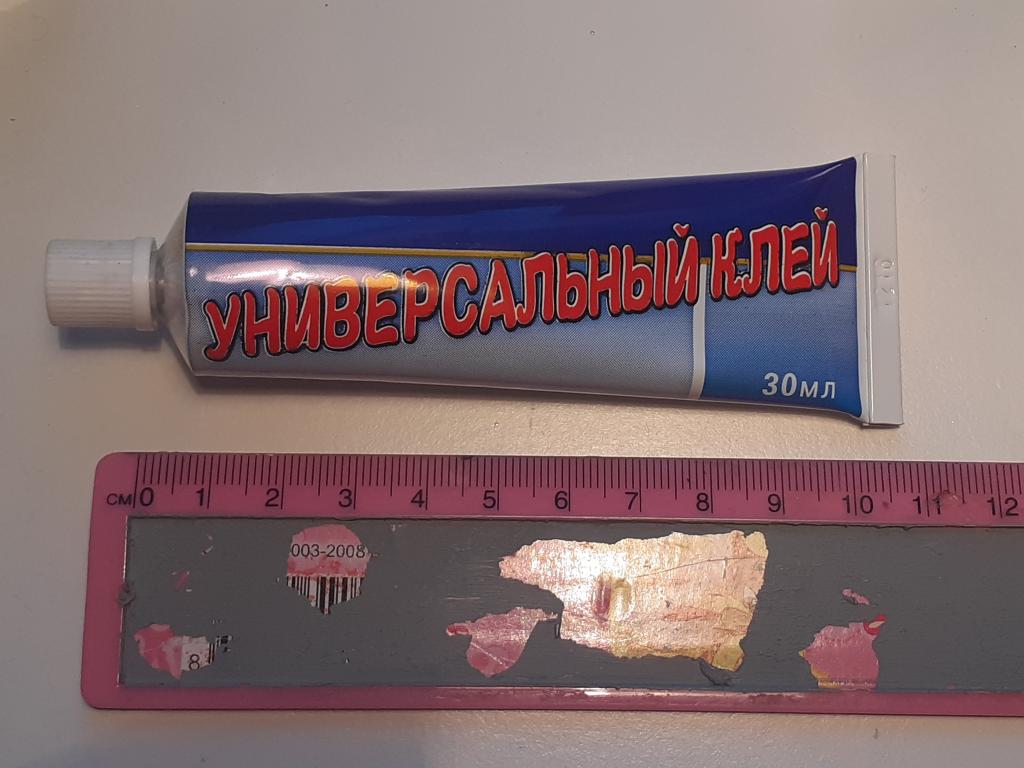 УНИВЕРСАЛЬНЫЙ КЛЕЙ
30мл
см 0 1 2 3 4 5 6 7 8 9 10 11 12
003-2008
8